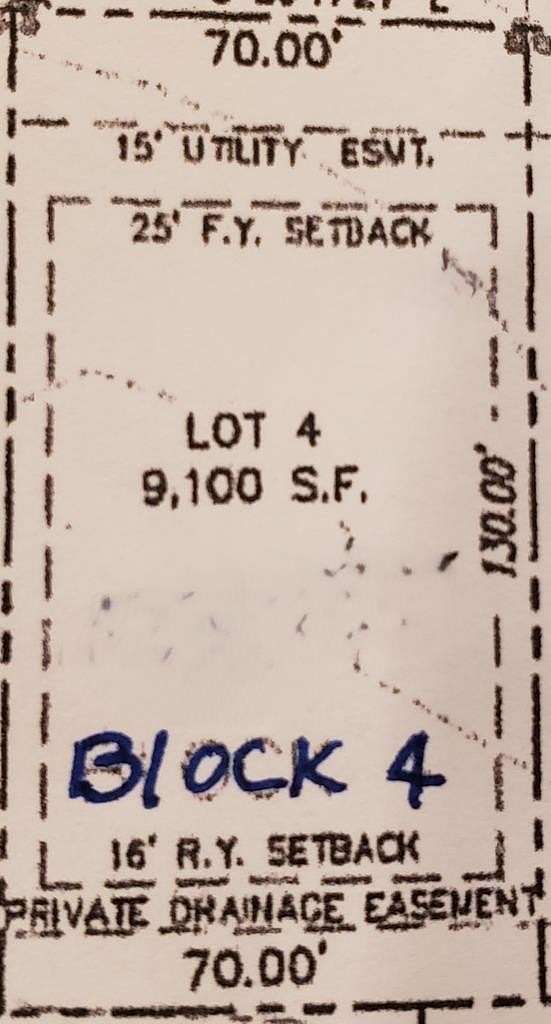 70.00'
15' UTILITY ESMT.
25' F.Y. SETBACK
LOT 4
9,100 S.F.
130.00'
BlOCK 4
16' R.Y. SETBACK
PRIVATE DRAINAGE EASEMENT
70.00'